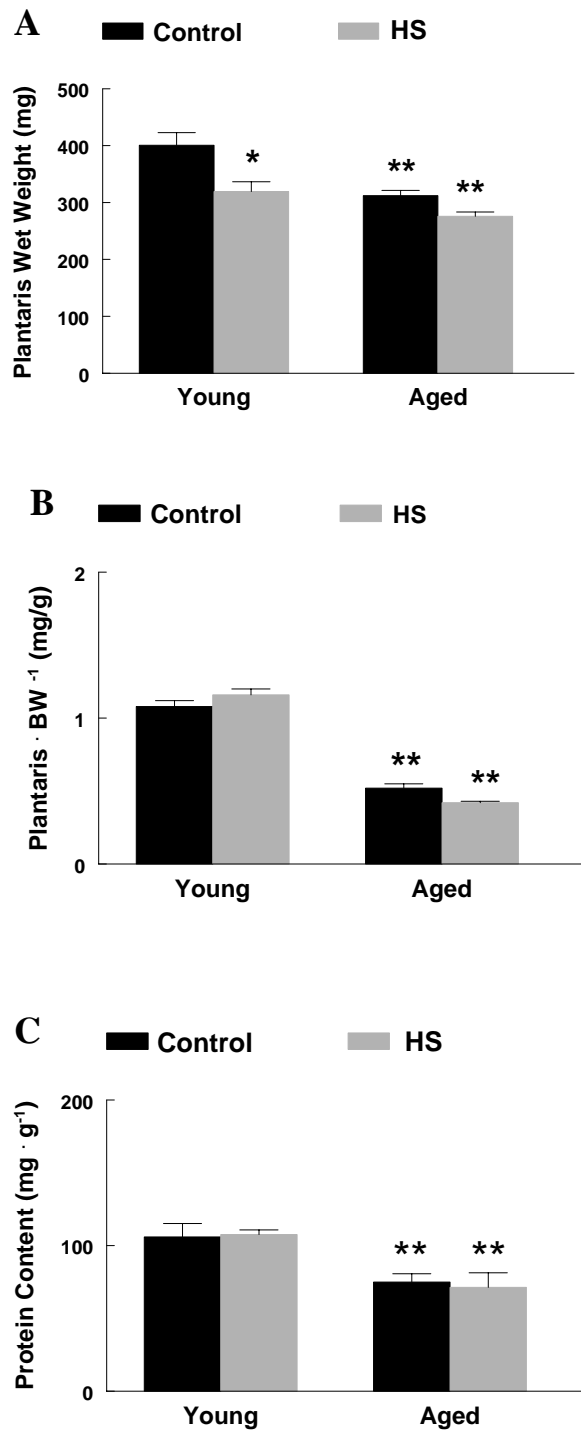 A
Control HS
Plantaris Wet Weight (mg)
500
400
300
200
100
0
*
**
**
Young Aged
B
Control HS
Plantaris · BW ⁻¹ (mg/g)
2
1
0
**
**
Young Aged
C
Control HS
Protein Content (mg · g⁻¹)
200
100
0
** **
Young Aged